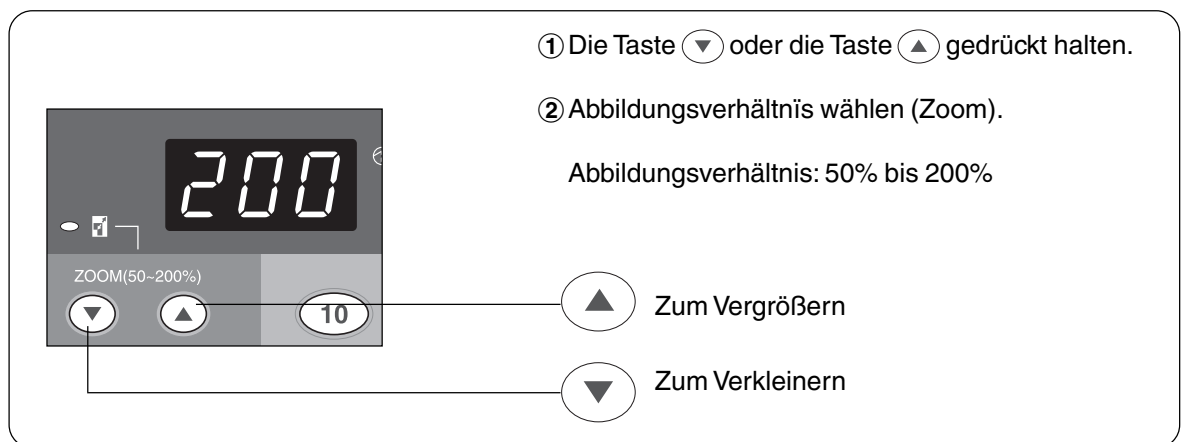 ① Die Taste ▼ oder die Taste ▲ gedrückt halten.
② Abbildungsverhältnïs wählen (Zoom).
Abbildungsverhältnis: 50% bis 200%
200
ZOOM(50~200%)
10
Zum Vergrößern
Zum Verkleinern